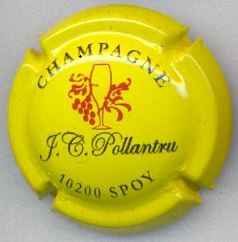 CHAMPAGNE
J.C. Pollantru
10200 SPOY